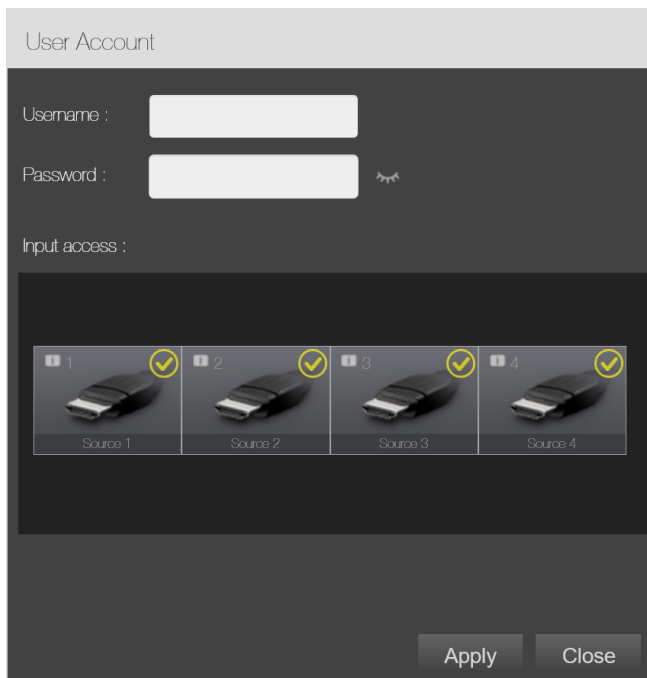 User Account
Username :
Password :
Input access :
I 1
I 2
I 3
I 4
Source 1
Source 2
Source 3
Source 4
Apply
Close